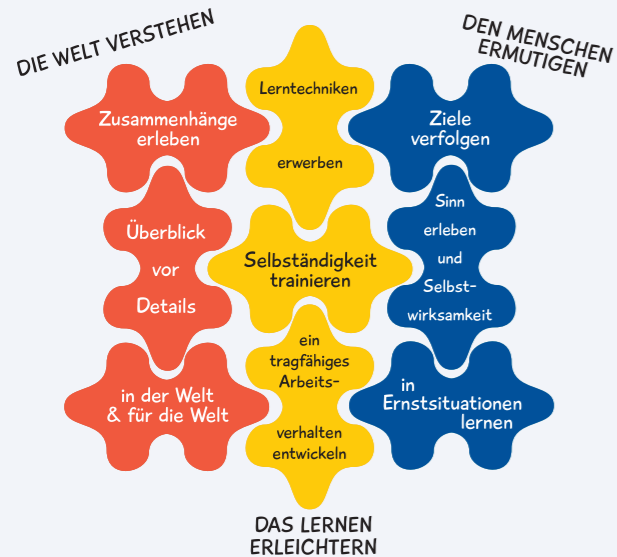 DIE WELT VERSTEHEN
DEN MENSCHEN
ERMUTIGEN
Zusammenhänge
erleben
Lerntechniken
erwerben
Ziele
verfolgen
Überblick
vor
Details
Selbständigkeit
trainieren
Sinn
erleben
und
Selbst-
wirksamkeit
in der Welt
& für die Welt
ein
tragfähiges
Arbeits-
verhalten
entwickeln
in
Ernstsituationen
lernen
DAS LERNEN
ERLEICHTERN